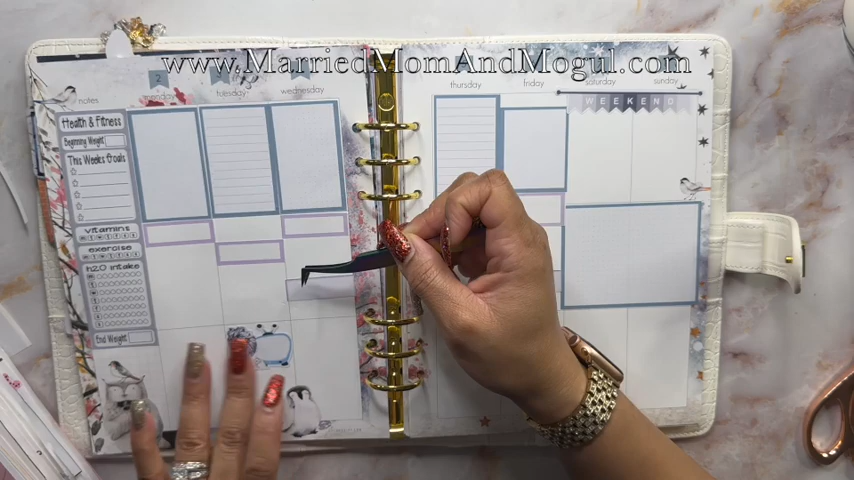 www.MarriedMomAndMogul.com
2
notes
tuesday
wednesday
thursday
friday
saturday
sunday
WEEKEND
Health & Fitness
Beginning Weight
This Weeks Goals
vitamins
exercise
h2o intake
End Weight